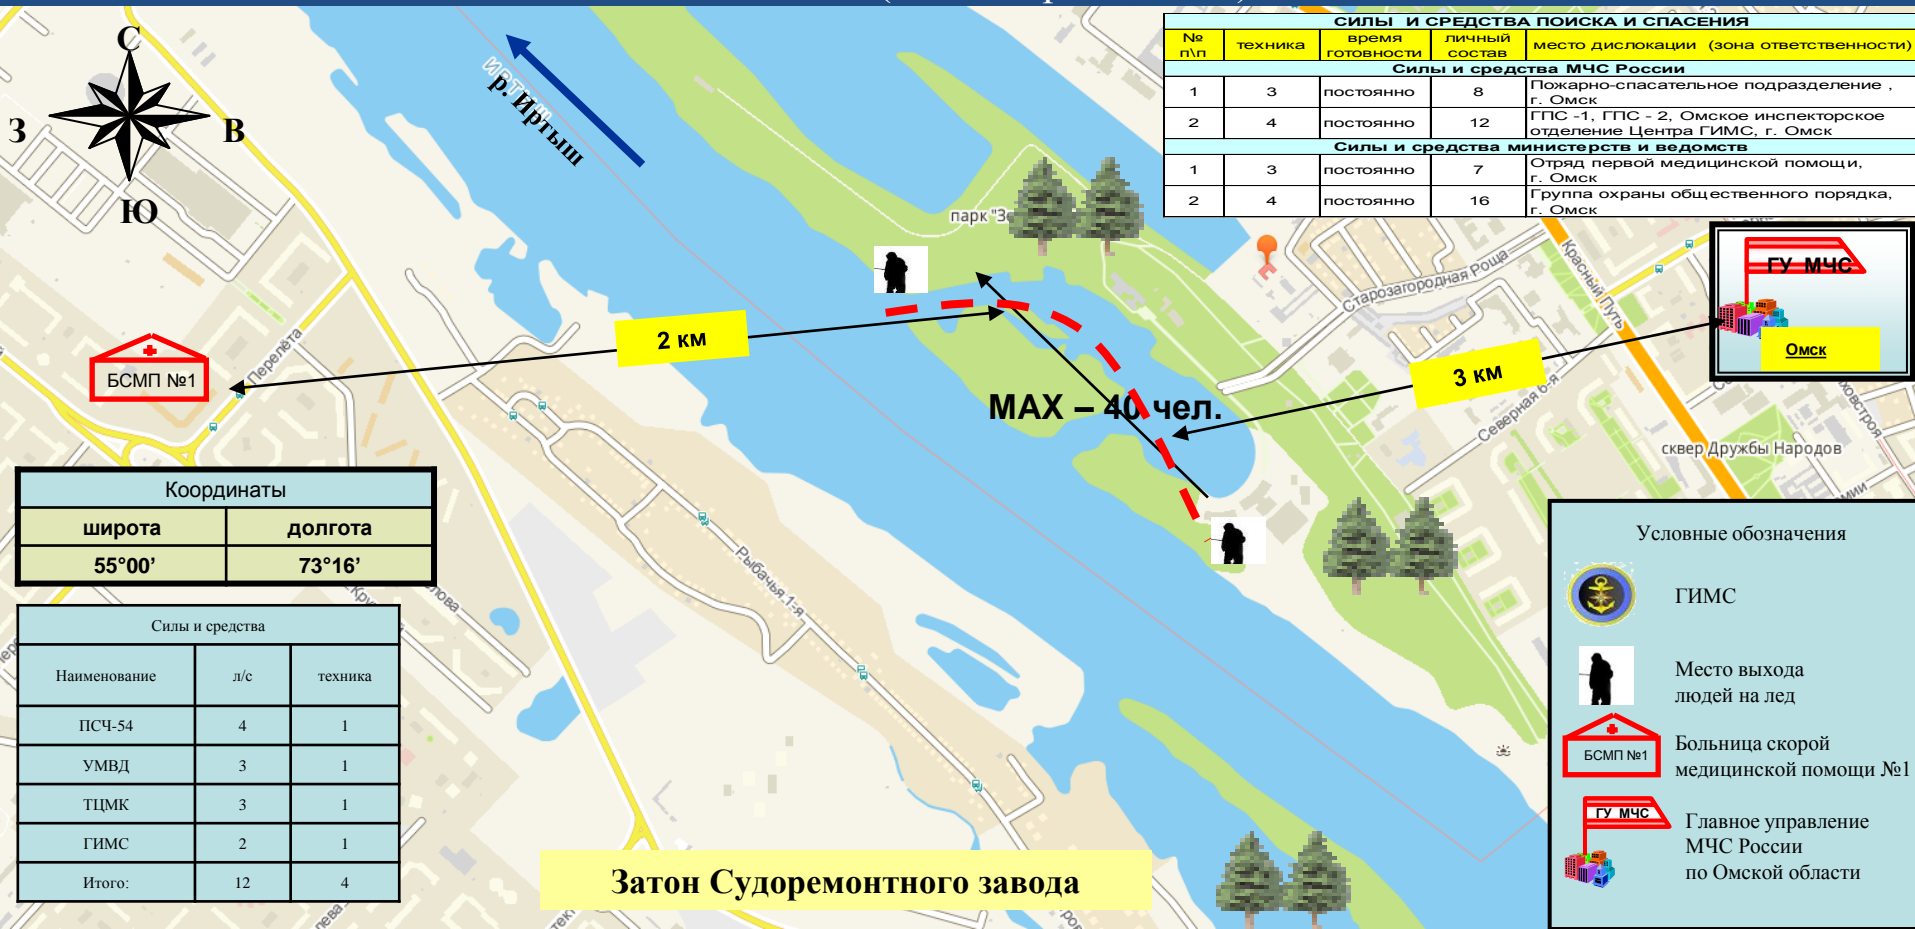 СИЛЫ И СРЕДСТВА ПОИСКА И СПАСЕНИЯ
№ п\п техника время готовности личный состав место дислокации (зона ответственности)
Силы и средства МЧС России
1 3 постоянно 8 Пожарно-спасательное подразделение , г. Омск
2 4 постоянно 12 ГПС -1, ГПС - 2, Омское инспекторское отделение Центра ГИМС, г. Омск
Силы и средства министерств и ведомств
1 3 постоянно 7 Отряд первой медицинской помощи, г. Омск
2 4 постоянно 16 Группа охраны общественного порядка, г. Омск
С
З
В
Ю
р. Иртыш
парк
Старозагородная Роща
Красный Путь
ГУ МЧС
Омск
2 км
3 км
БСМП №1
Перелёта
МАХ – 40 чел.
Северная 6-я
сквер Дружбы Народов
Координаты
широта долгота
55°00’ 73°16’
Рыбачья 1-я
Силы и средства
Наименование л/с техника
ПСЧ-54 4 1
УМВД 3 1
ТЦМК 3 1
ГИМС 2 1
Итого: 12 4
Затон Судоремонтного завода
Условные обозначения
ГИМС
Место выхода
людей на лед
БСМП №1
Больница скорой
медицинской помощи №1
ГУ МЧС
Главное управление
МЧС России
по Омской области